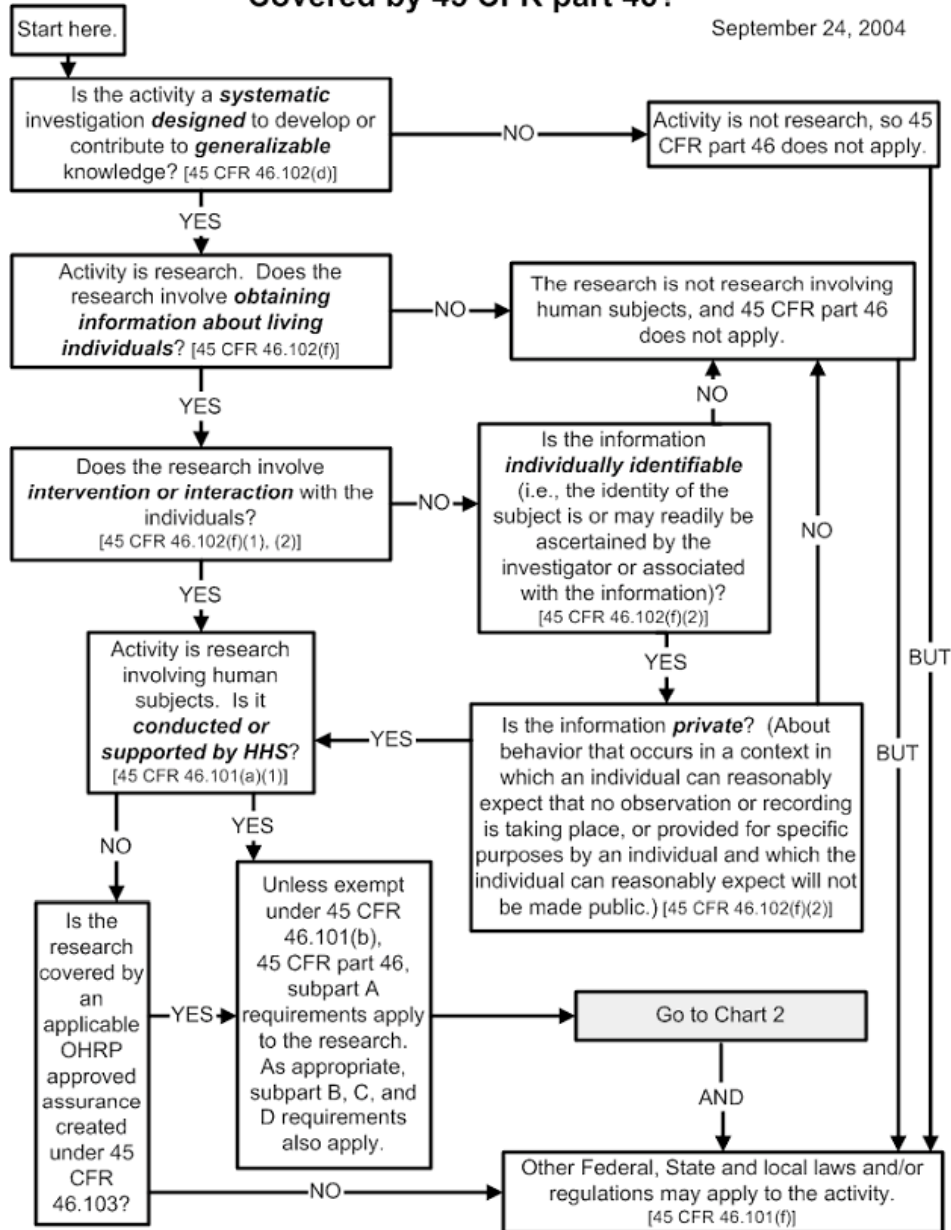 Covered by 45 CFR part 46?
Start here.
September 24, 2004
Is the activity a systematic
investigation designed to develop or
contribute to generalizable
knowledge? [45 CFR 46.102(d)]
NO
Activity is not research, so 45
CFR part 46 does not apply.
YES
Activity is research. Does the
research involve obtaining
information about living
individuals? [45 CFR 46.102(f)]
NO
The research is not research involving
human subjects, and 45 CFR part 46
does not apply.
YES
NO
Does the research involve
intervention or interaction with the
individuals?
[45 CFR 46.102(f)(1), (2)]
NO
Is the information
individually identifiable
(i.e., the identity of the
subject is or may readily be
ascertained by the
investigator or associated
with the information)?
[45 CFR 46.102(f)(2)]
NO
YES
YES
BUT
Activity is research
involving human
subjects. Is it
conducted or
supported by HHS?
[45 CFR 46.101(a)(1)]
YES
Is the information private? (About
behavior that occurs in a context in
which an individual can reasonably
expect that no observation or recording
is taking place, or provided for specific
purposes by an individual and which the
individual can reasonably expect will not
be made public.) [45 CFR 46.102(f)(2)]
BUT
NO
YES
Is the
research
covered by
an
applicable
OHRP
approved
assurance
created
under 45
CFR
46.103?
YES
Unless exempt
under 45 CFR
46.101(b),
45 CFR part 46,
subpart A
requirements apply
to the research.
As appropriate,
subpart B, C, and
D requirements
also apply.
Go to Chart 2
AND
NO
Other Federal, State and local laws and/or
regulations may apply to the activity.
[45 CFR 46.101(f)]